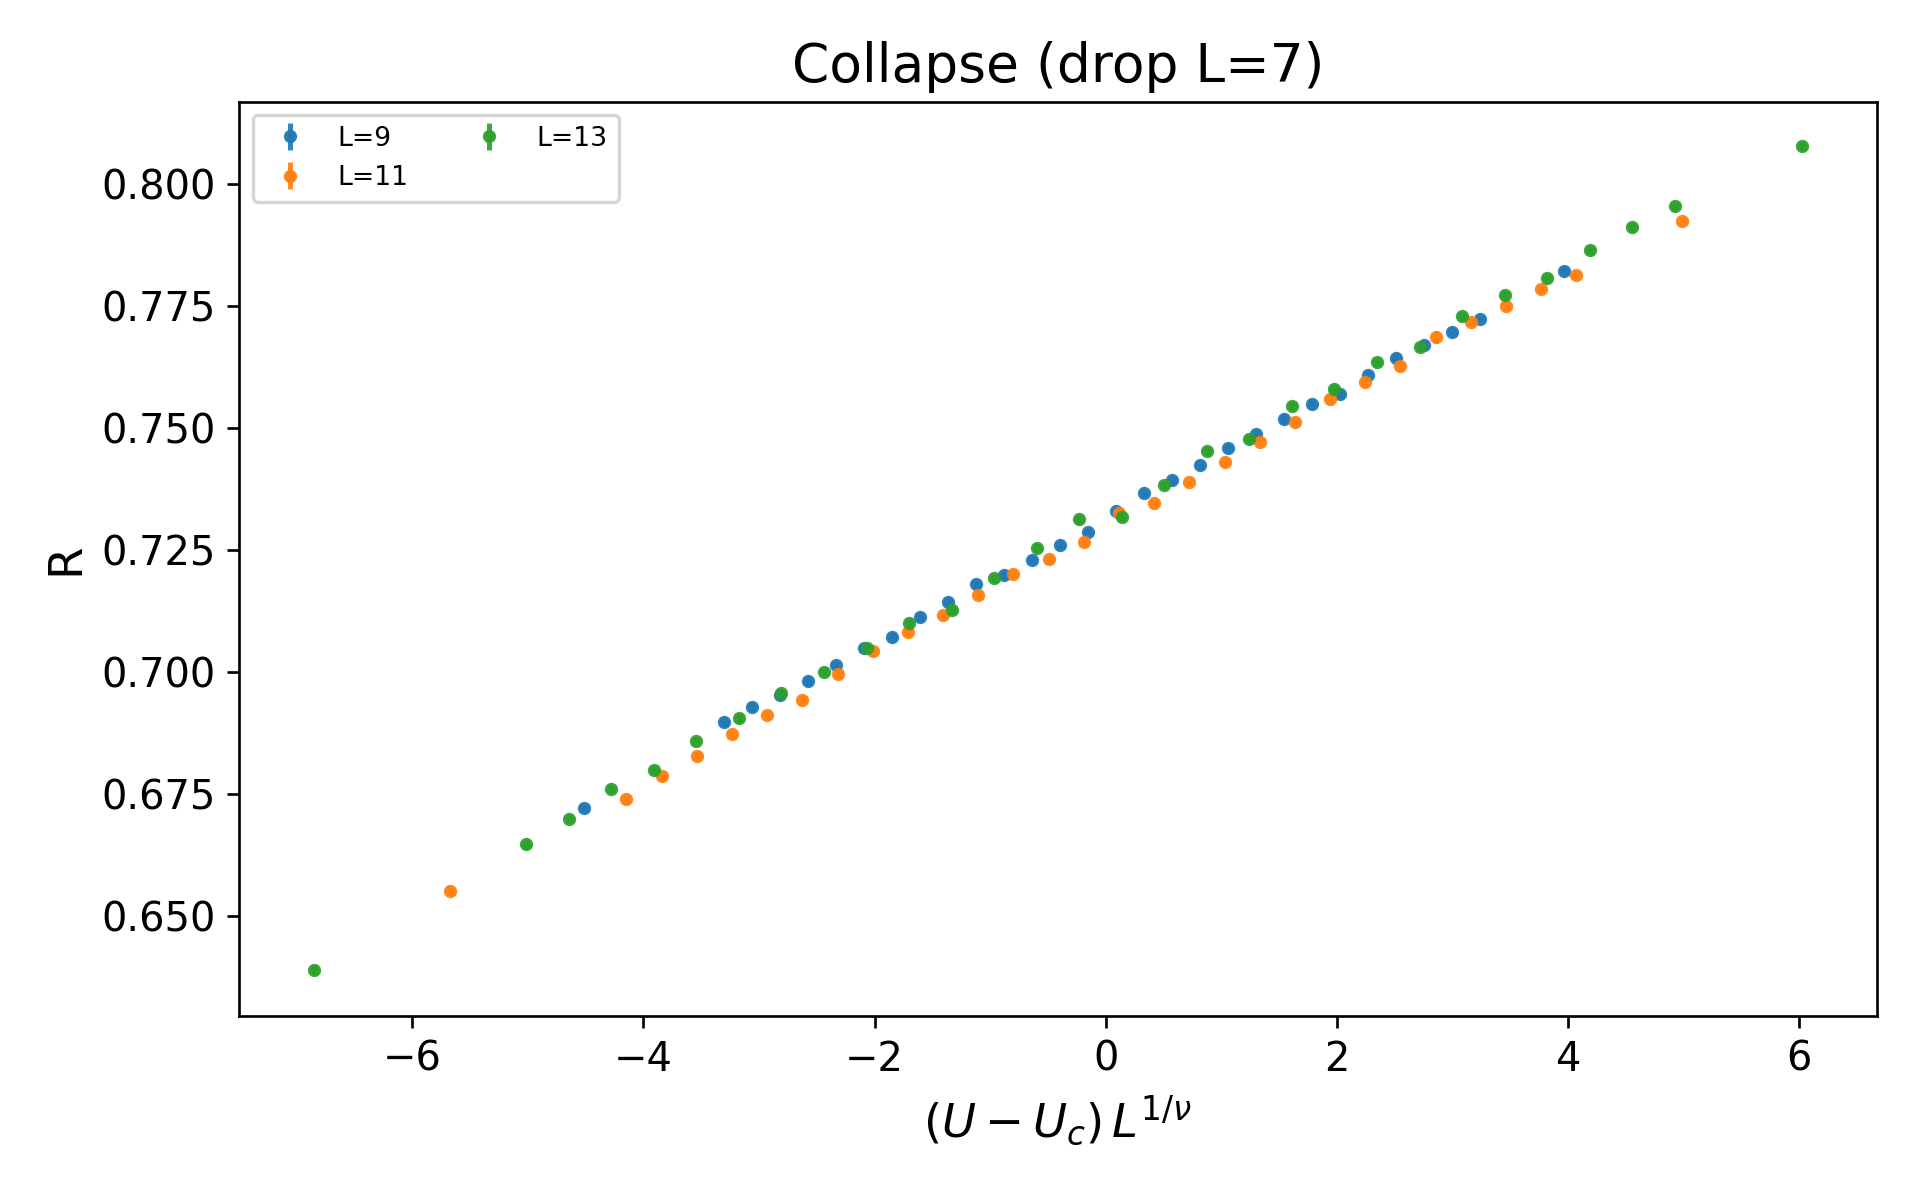 Collapse (drop L=7)
L=9
L=11
L=13
R
0.800
0.775
0.750
0.725
0.700
0.675
0.650
−6 −4 −2 0 2 4 6
(U − U_c) L^{1/ν}